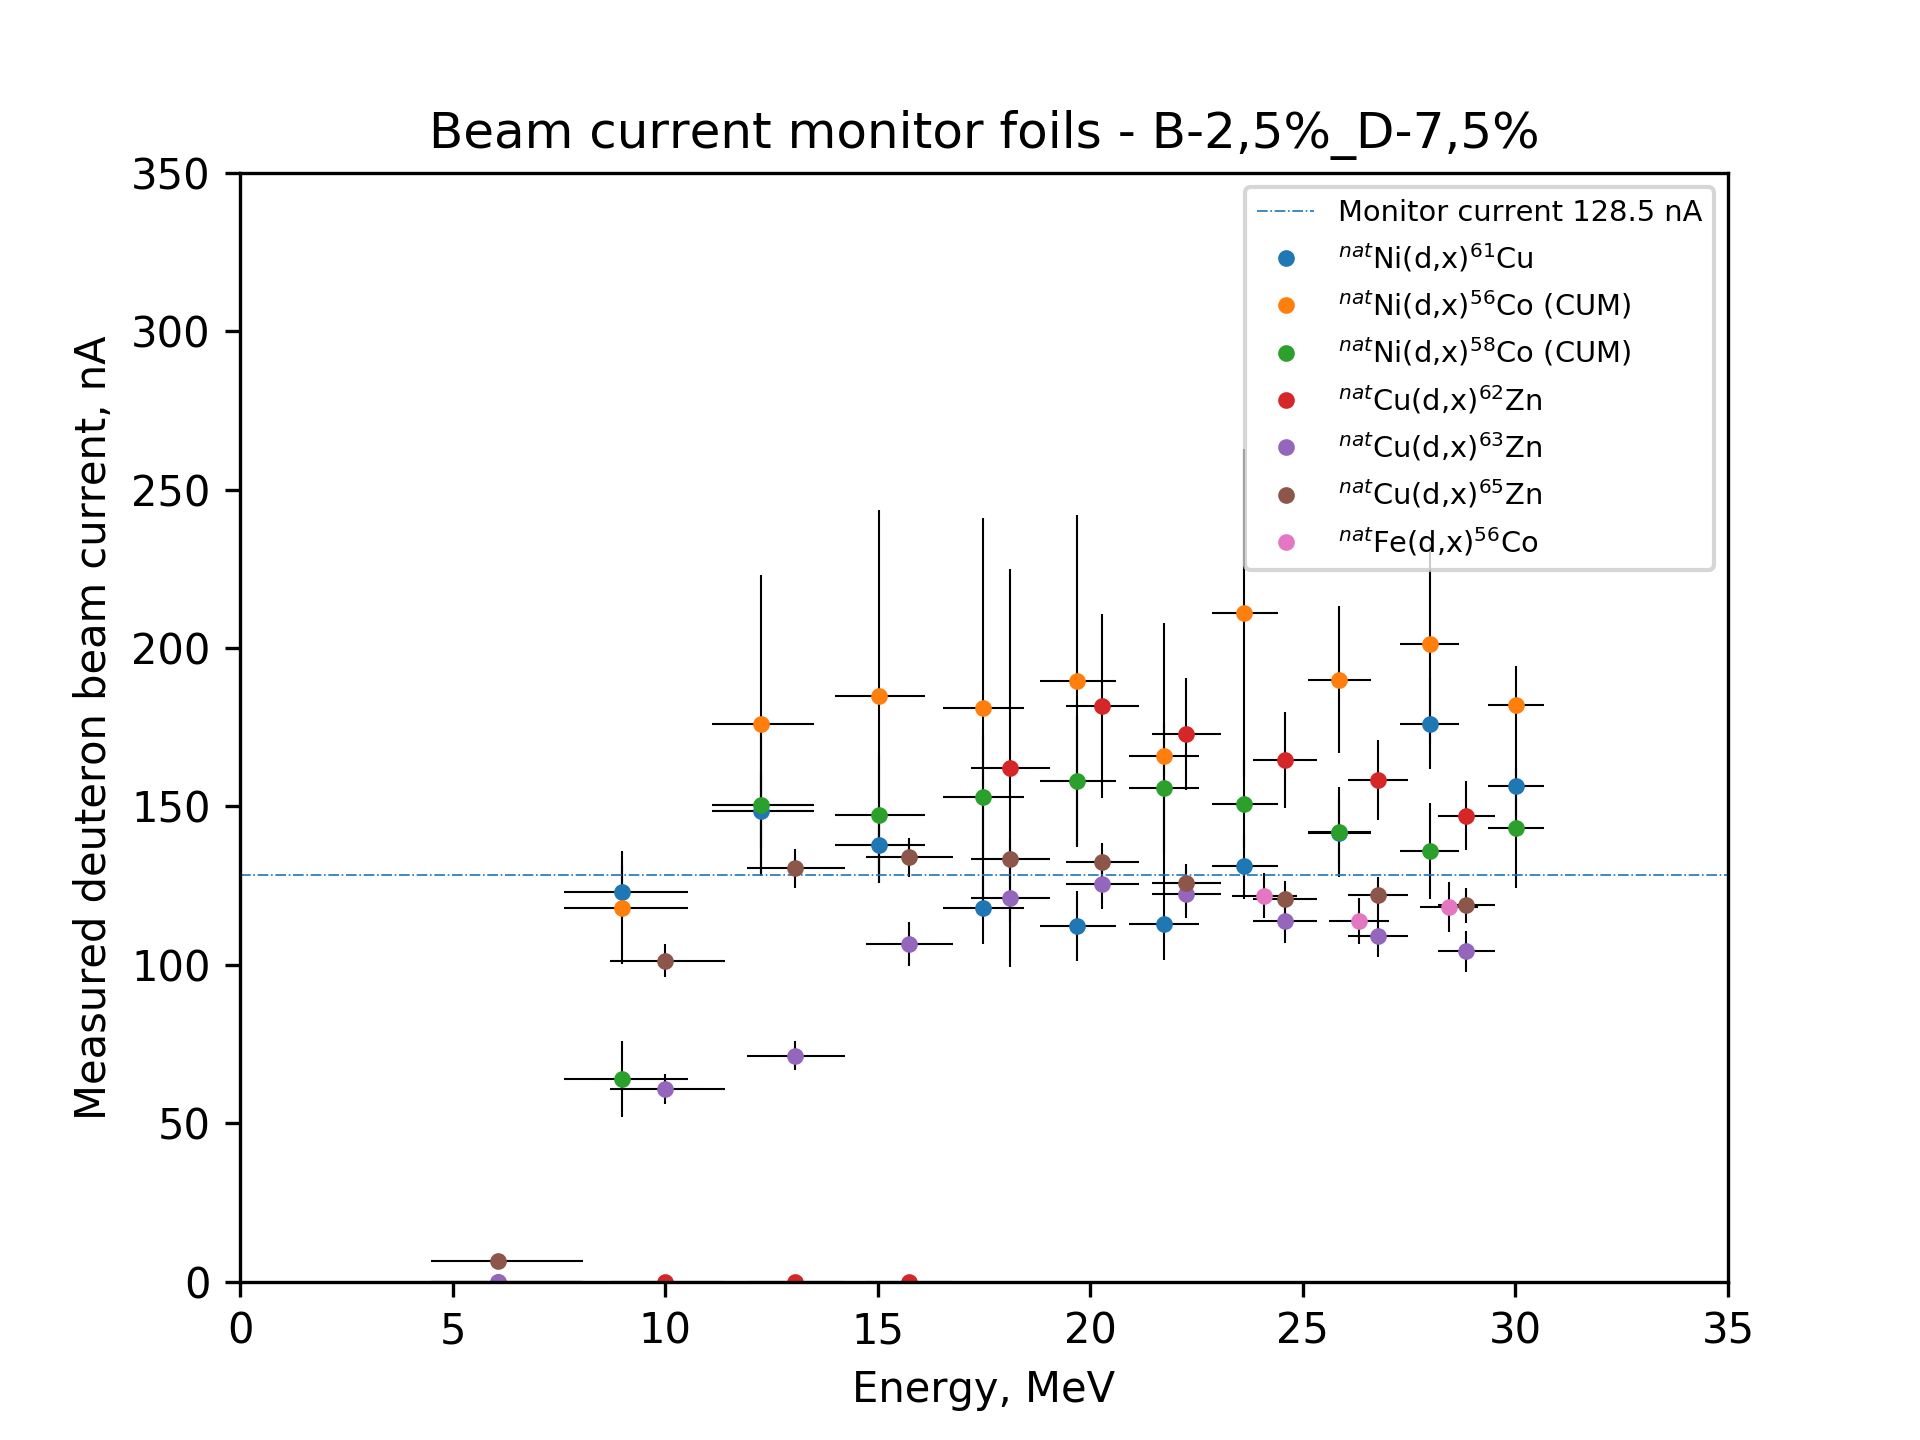 Beam current monitor foils - B-2,5%_D-7,5%
350
300
250
200
150
100
50
0
Measured deuteron beam current, nA
Monitor current 128.5 nA
natNi(d,x)61Cu
natNi(d,x)56Co (CUM)
natNi(d,x)58Co (CUM)
natCu(d,x)62Zn
natCu(d,x)63Zn
natCu(d,x)65Zn
natFe(d,x)56Co
0 5 10 15 20 25 30 35
Energy, MeV